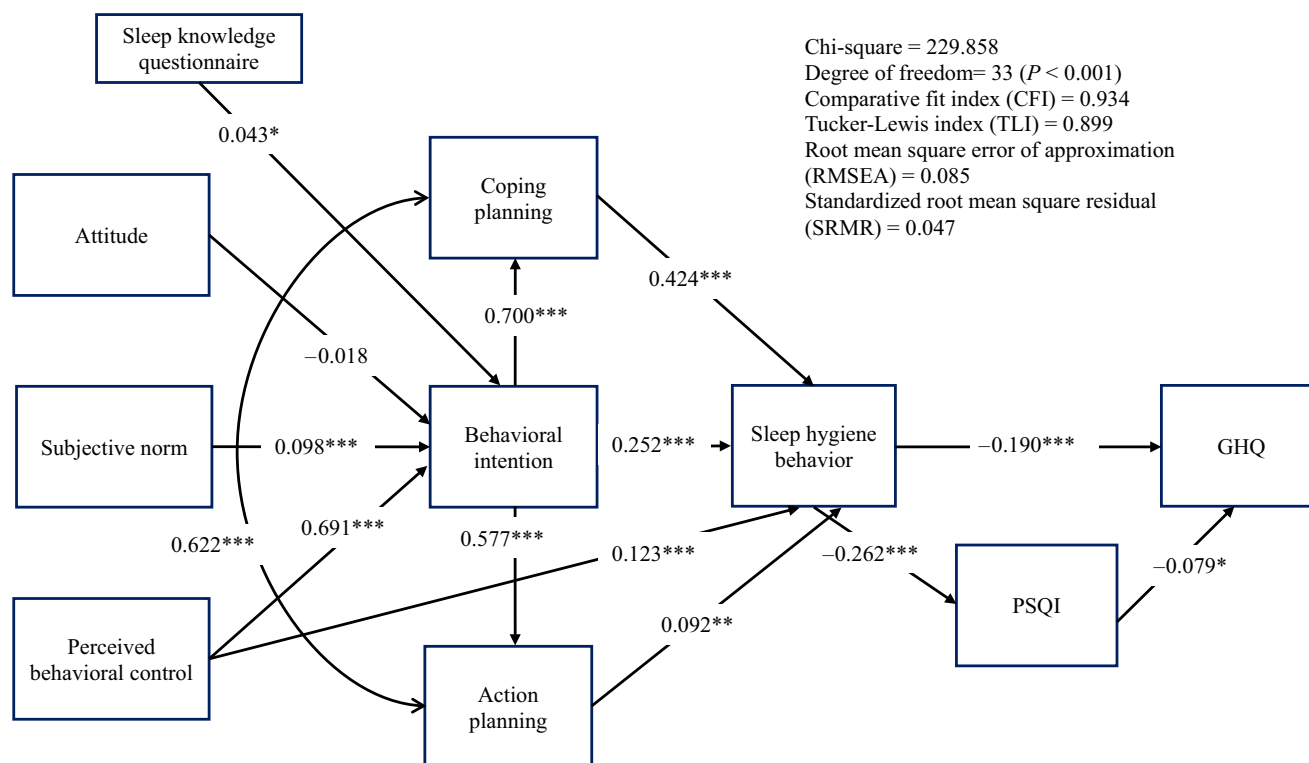 Sleep knowledge
questionnaire
Chi-square = 229.858
Degree of freedom= 33 (P < 0.001)
Comparative fit index (CFI) = 0.934
Tucker-Lewis index (TLI) = 0.899
Root mean square error of approximation
(RMSEA) = 0.085
Standardized root mean square residual
(SRMR) = 0.047
0.043*
Coping
planning
Attitude
0.424***
0.700***
−0.018
Subjective norm
0.098***
Behavioral
intention
0.252***
Sleep hygiene
behavior
−0.190***
GHQ
0.691***
0.622***
0.577***
0.123***
−0.262***
−0.079*
PSQI
0.092**
Perceived
behavioral control
Action
planning